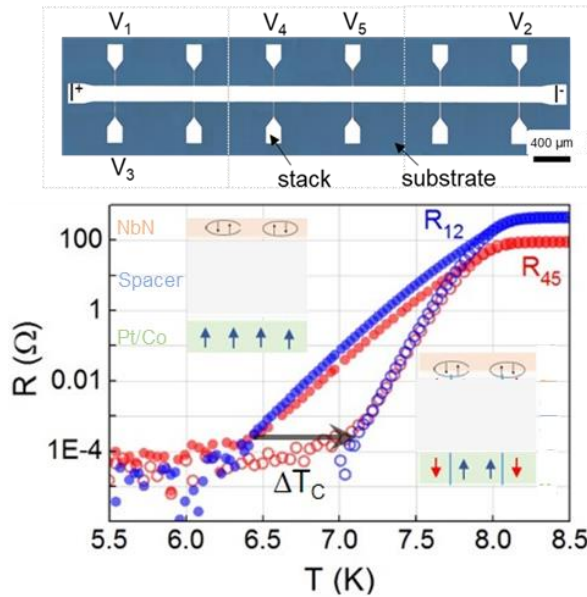 V1 V4 V5 V2
I+ I-
V3
400 µm
stack substrate
NbN
Spacer
Pt/Co
R12
R45
ΔTC
R (Ω)
100
1
0.01
1E-4
5.5 6.0 6.5 7.0 7.5 8.0 8.5
T (K)